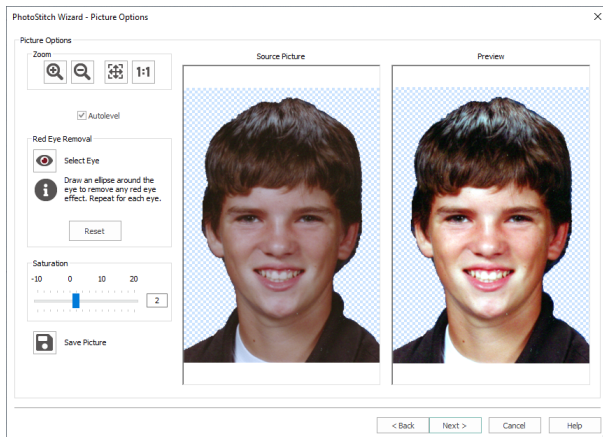 PhotoStitch Wizard - Picture Options
Picture Options
Zoom
1:1
Autolevel
Red Eye Removal
Select Eye
Draw an ellipse around the
eye to remove any red eye
effect. Repeat for each eye.
Reset
Saturation
-10 0 10 20
2
Save Picture
Source Picture
Preview
< Back
Next >
Cancel
Help